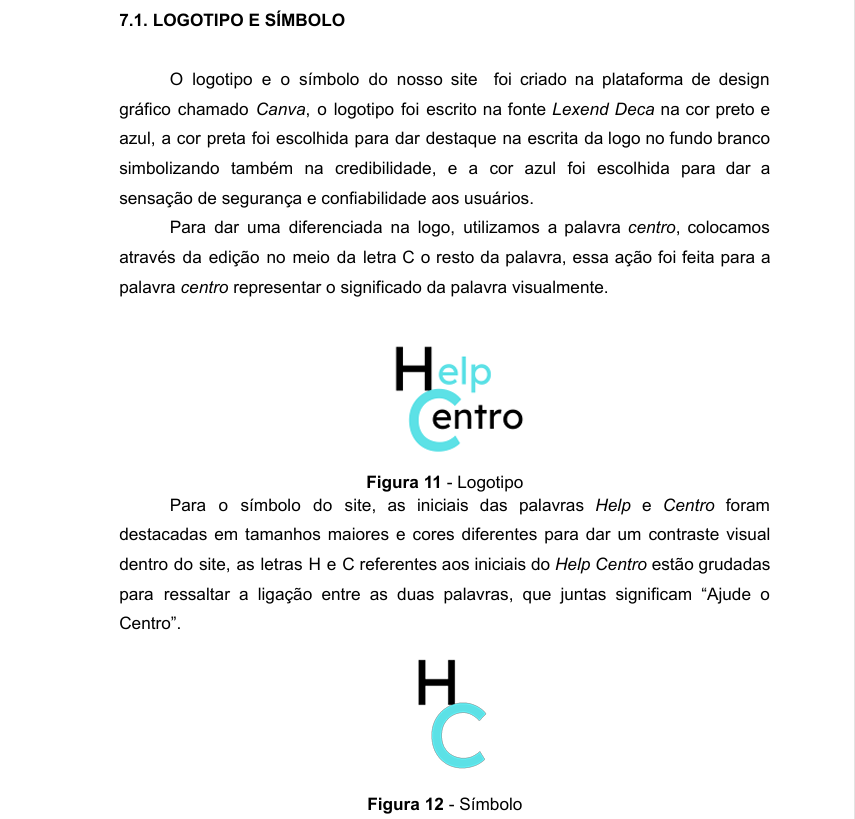 7.1. LOGOTIPO E SÍMBOLO
O logotipo e o símbolo do nosso site foi criado na plataforma de design
gráfico chamado Canva, o logotipo foi escrito na fonte Lexend Deca na cor preto e
azul, a cor preta foi escolhida para dar destaque na escrita da logo no fundo branco
simbolizando também na credibilidade, e a cor azul foi escolhida para dar a
sensação de segurança e confiabilidade aos usuários.
Para dar uma diferenciada na logo, utilizamos a palavra centro, colocamos
através da edição no meio da letra C o resto da palavra, essa ação foi feita para a
palavra centro representar o significado da palavra visualmente.
Help
Centro
Figura 11 - Logotipo
Para o símbolo do site, as iniciais das palavras Help e Centro foram
destacadas em tamanhos maiores e cores diferentes para dar um contraste visual
dentro do site, as letras H e C referentes aos iniciais do Help Centro estão grudadas
para ressaltar a ligação entre as duas palavras, que juntas significam “Ajude o
Centro”.
H
C
Figura 12 - Símbolo